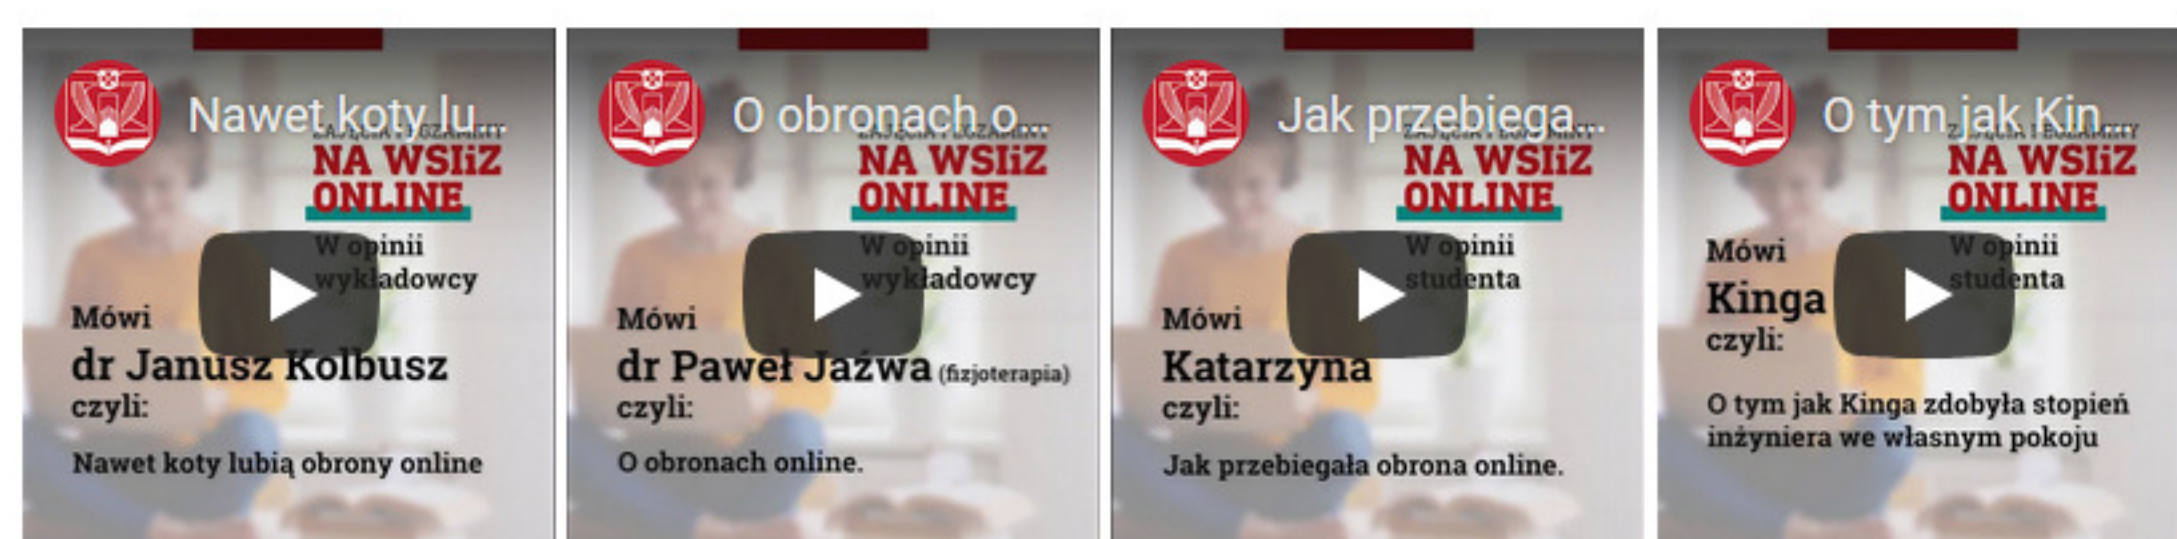 Nawet koty lu...
NA WSIiZ
ONLINE
W opinii
wykładowcy
Mówi
dr Janusz Kolbusz
czyli:
Nawet koty lubią obrony online
O obronach o...
NA WSIiZ
ONLINE
W opinii
wykładowcy
Mówi
dr Paweł Jaźwa (fizjoterapia)
czyli:
O obronach online.
Jak przebiega...
NA WSIiZ
ONLINE
W opinii
studenta
Mówi
Katarzyna
czyli:
Jak przebiegała obrona online.
O tym jak Kin...
NA WSIiZ
ONLINE
W opinii
studenta
Mówi
Kinga
czyli:
O tym jak Kinga zdobyła stopień
inżyniera we własnym pokoju